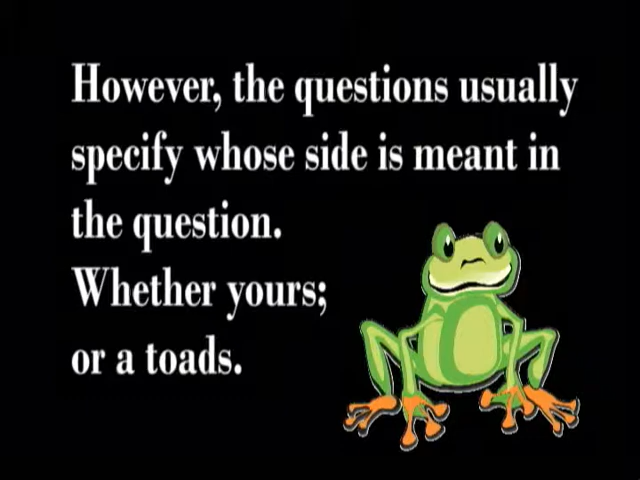 However, the questions usually
specify whose side is meant in
the question.
Whether yours;
or a toads.